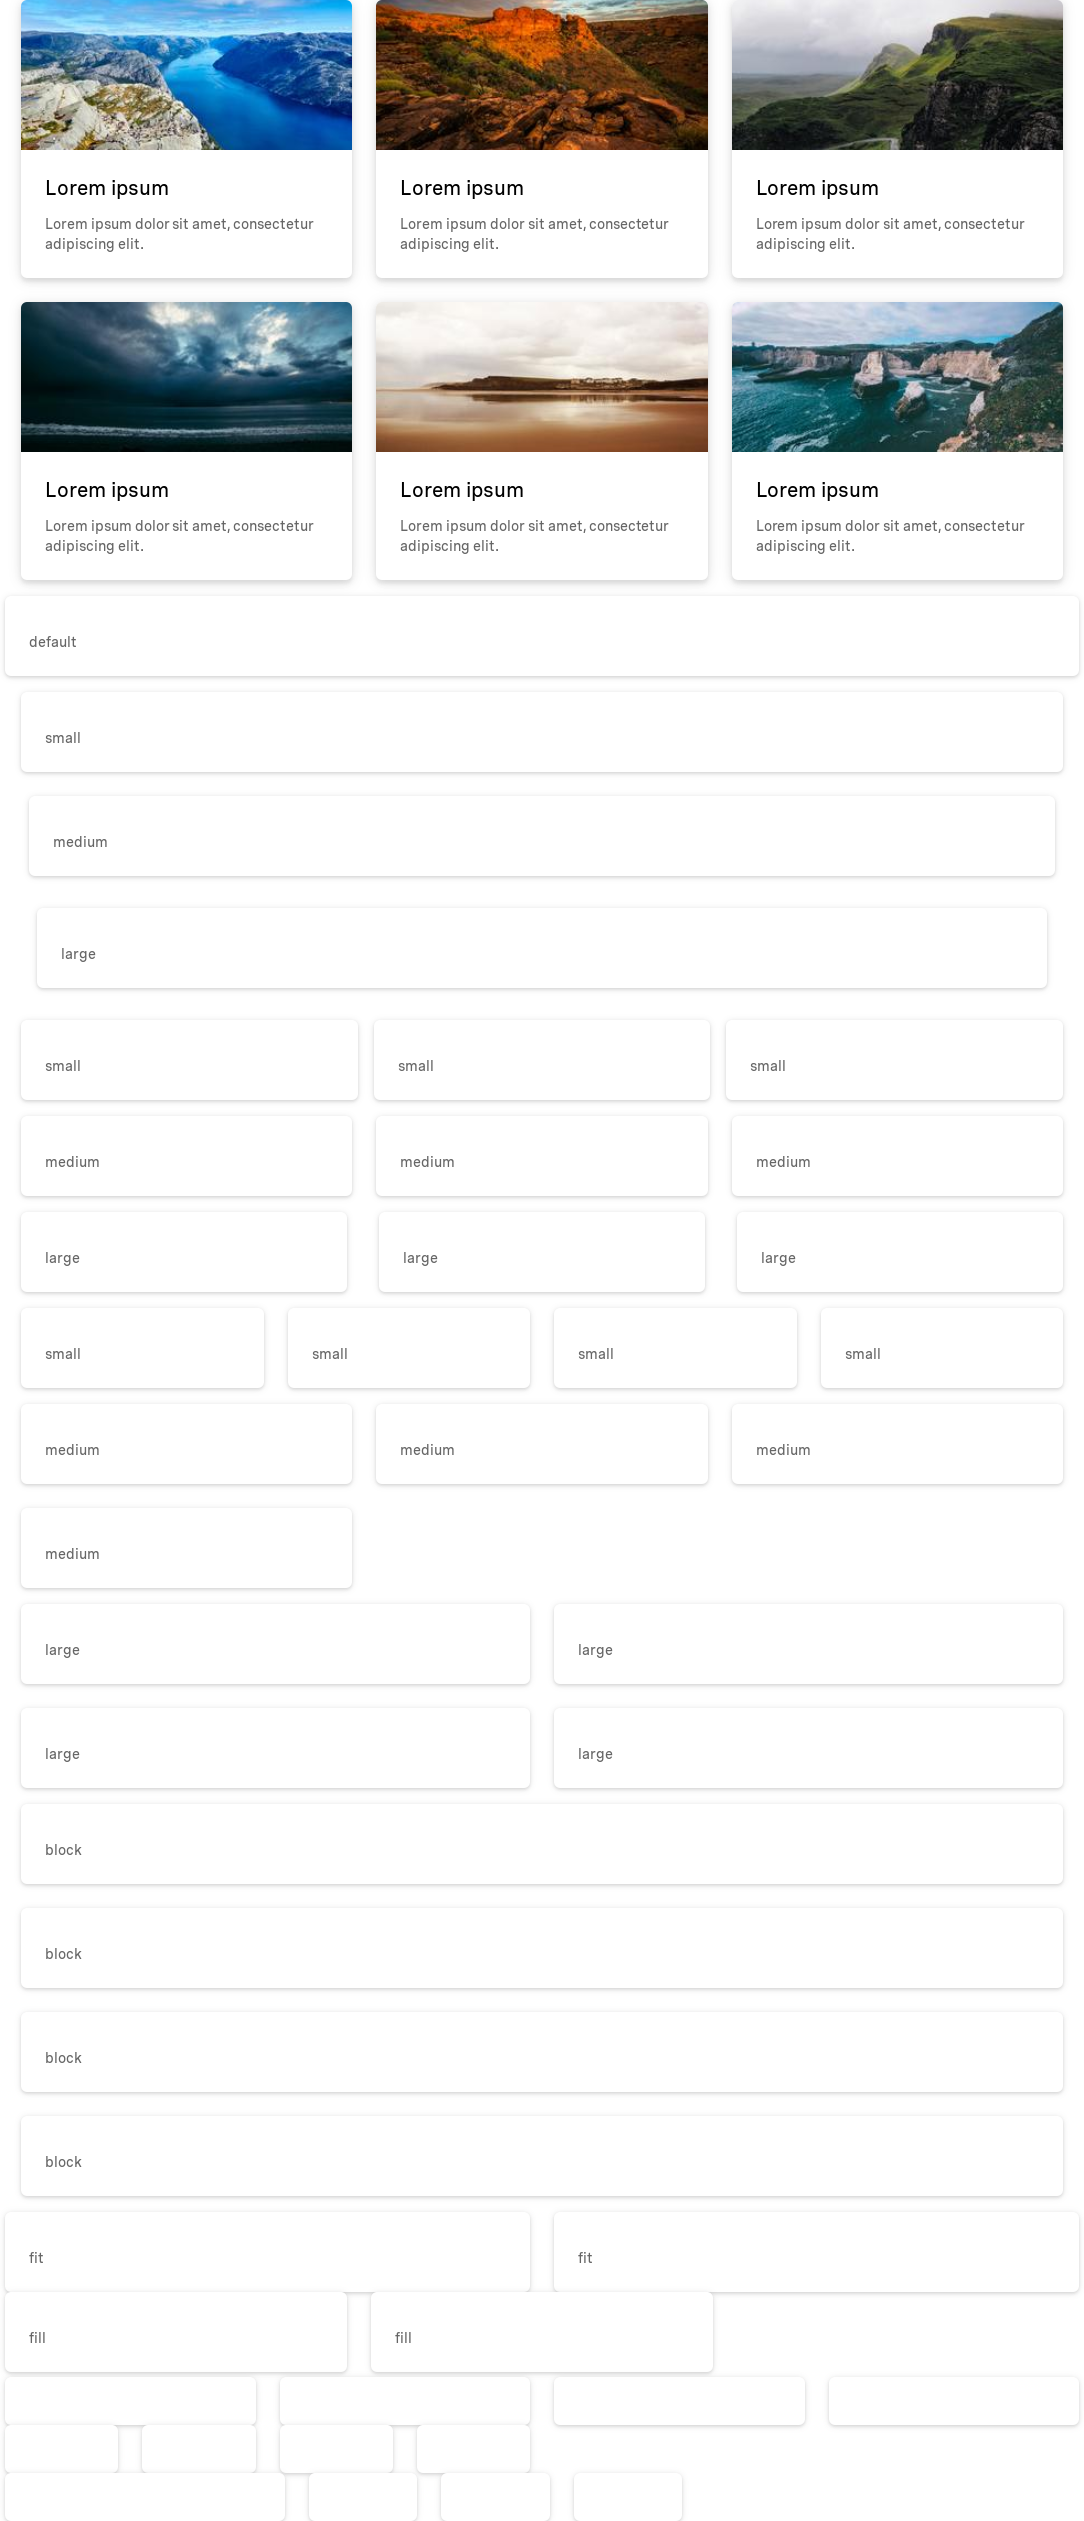 Lorem ipsum
Lorem ipsum dolor sit amet, consectetur
adipiscing elit.
Lorem ipsum
Lorem ipsum dolor sit amet, consectetur
adipiscing elit.
Lorem ipsum
Lorem ipsum dolor sit amet, consectetur
adipiscing elit.
Lorem ipsum
Lorem ipsum dolor sit amet, consectetur
adipiscing elit.
Lorem ipsum
Lorem ipsum dolor sit amet, consectetur
adipiscing elit.
Lorem ipsum
Lorem ipsum dolor sit amet, consectetur
adipiscing elit.
default
small
medium
large
small
small
small
medium
medium
medium
large
large
large
small
small
small
small
medium
medium
medium
medium
large
large
large
large
block
block
block
block
fit
fit
fill
fill